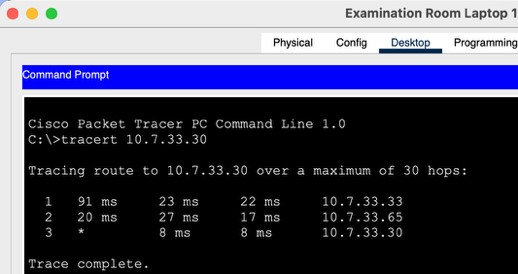 Examination Room Laptop 1
Physical Config Desktop Programming
Command Prompt
Cisco Packet Tracer PC Command Line 1.0
C:\>tracert 10.7.33.30
Tracing route to 10.7.33.30 over a maximum of 30 hops:
1 91 ms 23 ms 22 ms 10.7.33.33
2 20 ms 27 ms 17 ms 10.7.33.65
3 * 8 ms 8 ms 10.7.33.30
Trace complete.